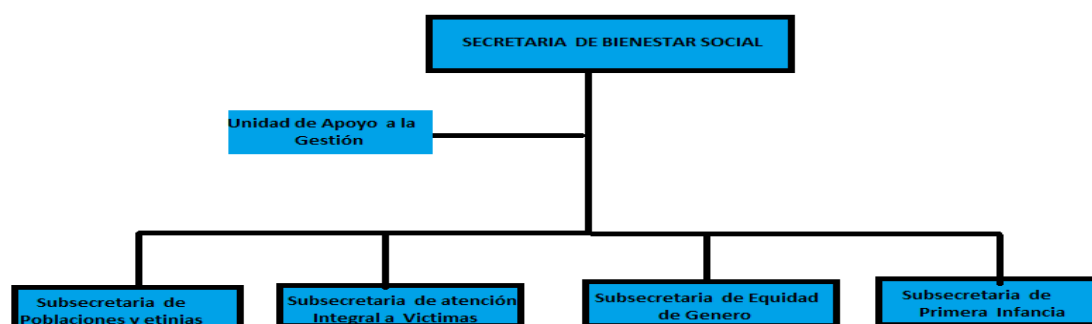 SECRETARIA DE BIENESTAR SOCIAL
Unidad de Apoyo a la
Gestión
Subsecretaria de
Poblaciones y etinias
Subsecretaria de atención
Integral a Victimas
Subsecretaria de Equidad
de Genero
Subsecretaria de
Primera Infancia